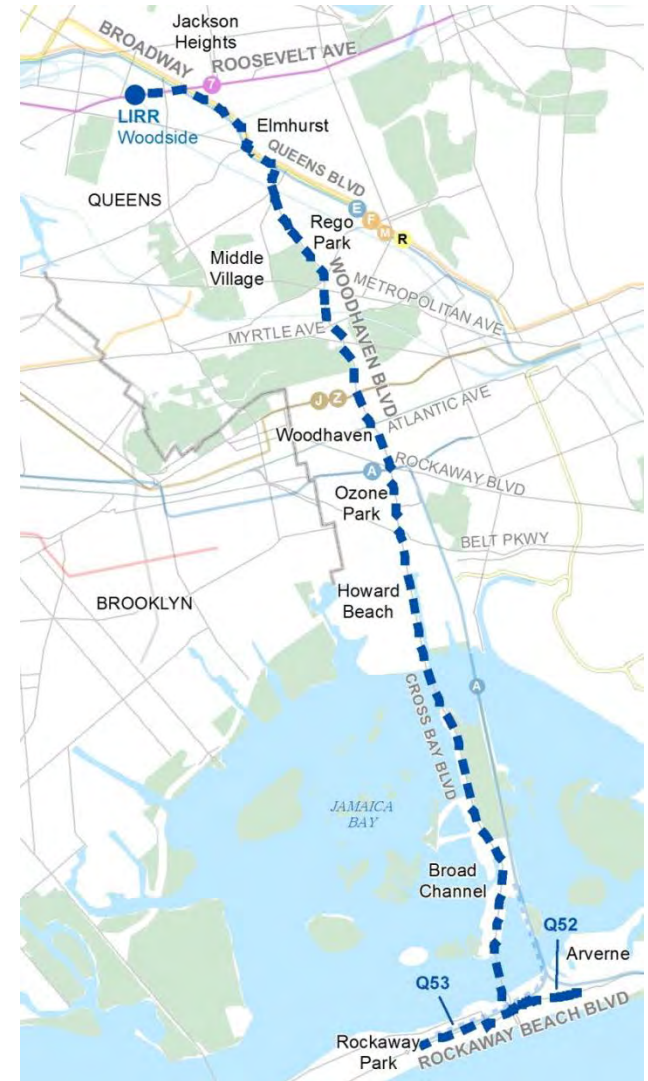 Jackson
Heights
BROADWAY
ROOSEVELT AVE
7
LIRR
Woodside
Elmhurst
QUEENS BLVD
QUEENS
E
F
M
R
Rego
Park
Middle
Village
WOODHAVEN BLVD
METROPOLITAN AVE
MYRTLE AVE
J
Z
ATLANTIC AVE
Woodhaven
A
ROCKAWAY BLVD
Ozone
Park
BELT PKWY
Howard
Beach
BROOKLYN
A
CROSS BAY BLVD
JAMAICA
BAY
Broad
Channel
Q52
Arverne
Q53
Rockaway
Park
ROCKAWAY BEACH BLVD